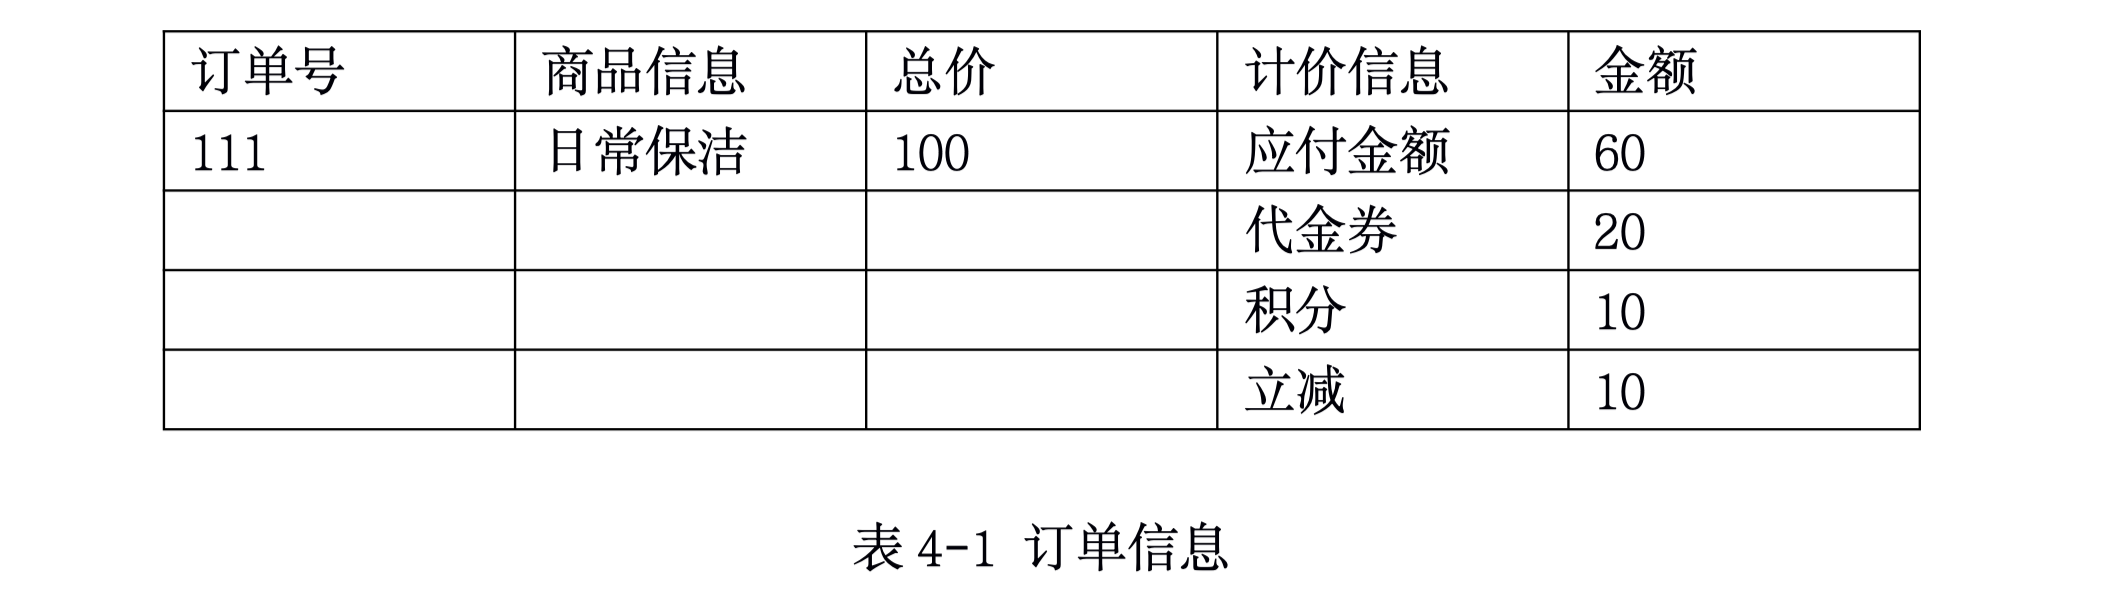 订单号 商品信息 总价 计价信息 金额
111 日常保洁 100 应付金额 60
代金券 20
积分 10
立减 10
表 4-1 订单信息